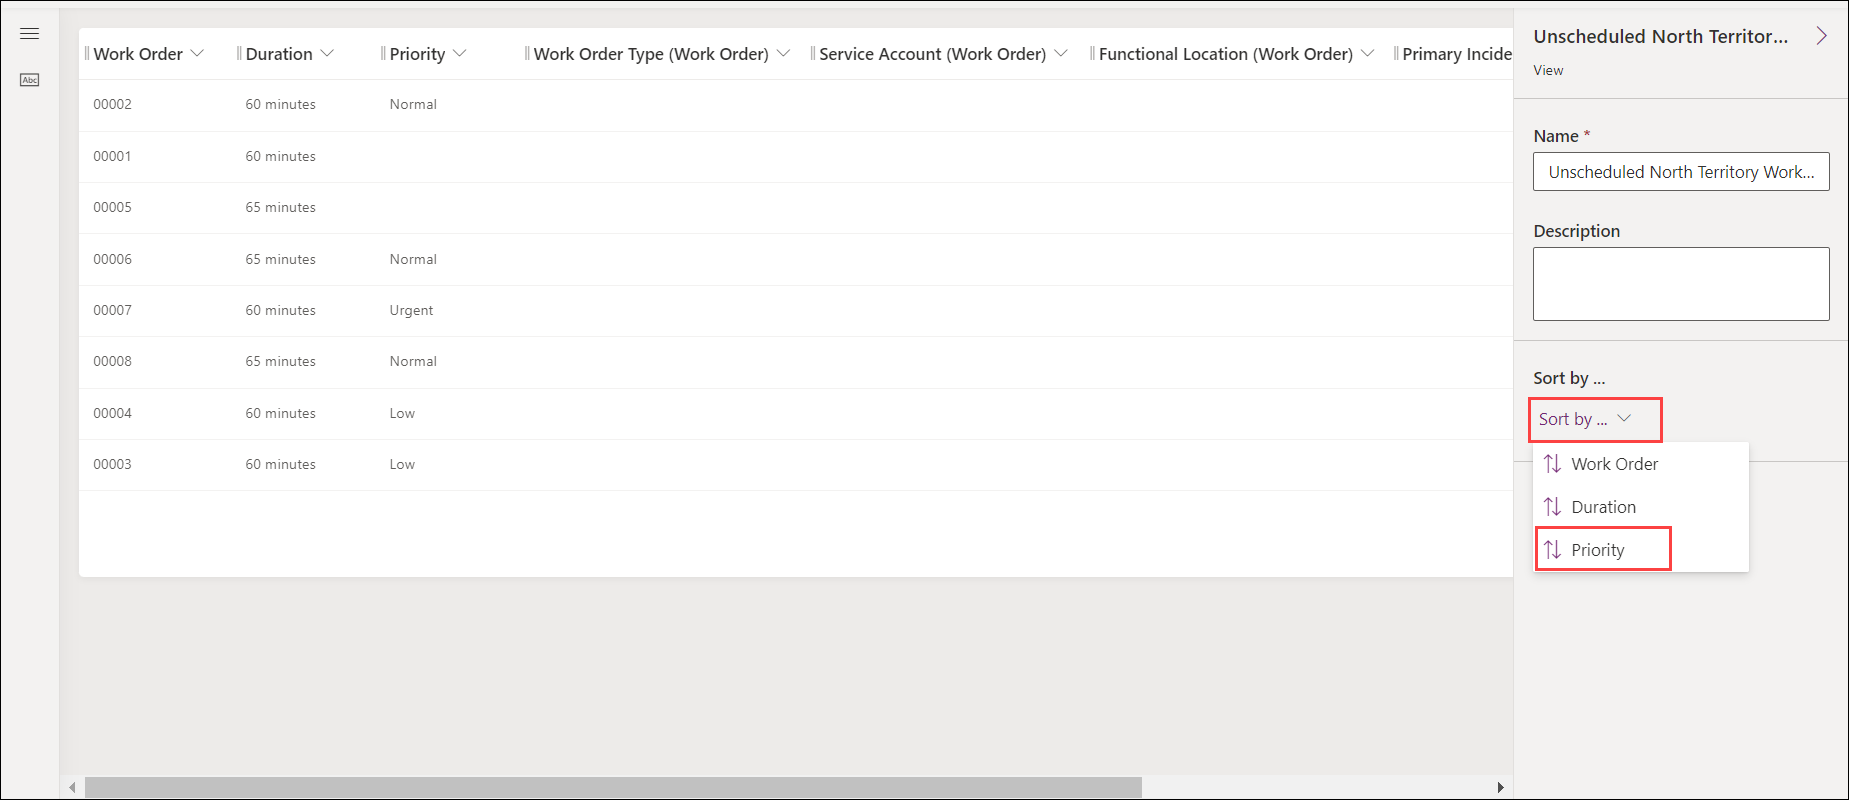 Work Order Duration Priority Work Order Type (Work Order) Service Account (Work Order) Functional Location (Work Order) Primary Incide
00002 60 minutes Normal
00001 60 minutes
00005 65 minutes
00006 65 minutes Normal
00007 60 minutes Urgent
00008 65 minutes Normal
00004 60 minutes Low
00003 60 minutes Low
Abc
Unscheduled North Territor...
View
Name *
Unscheduled North Territory Work...
Description
Sort by ...
Sort by ...
Work Order
Duration
Priority